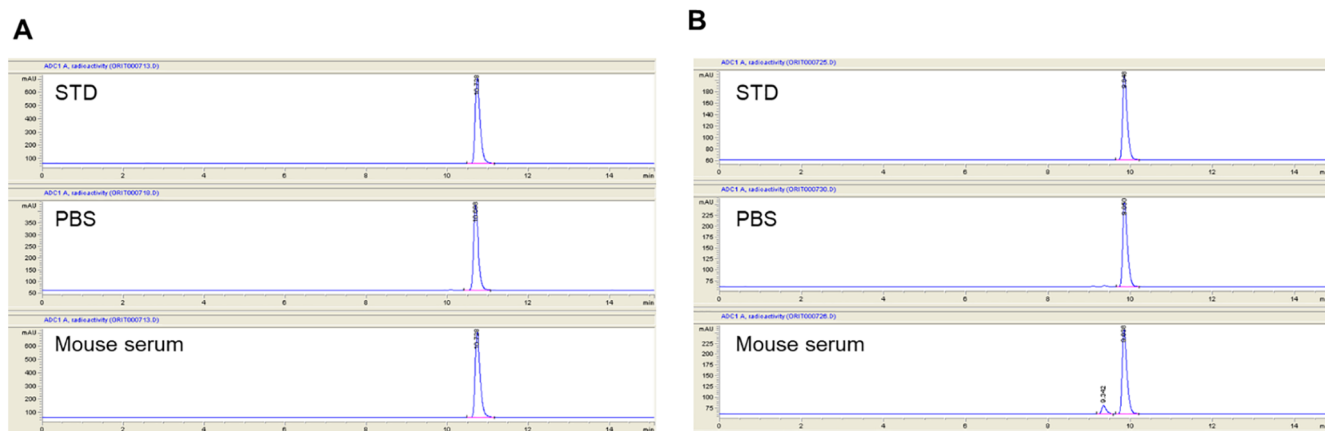 A
ADC1 A, radioactivity (ORIT000713.D)
mAU
STD
600
500
400
300
200
100
0 2 4 6 8 10 12 14 min
ADC1 A, radioactivity (ORIT000718.D)
mAU
PBS
350
300
250
200
150
100
50
0 2 4 6 8 10 12 14 min
ADC1 A, radioactivity (ORIT000713.D)
mAU
Mouse serum
600
500
400
300
200
100
0 2 4 6 8 10 12 14 min
B
ADC1 A, radioactivity (ORIT000725.D)
mAU
STD
180
160
140
120
100
80
60
0 2 4 6 8 10 12 14
ADC1 A, radioactivity (ORIT000730.D)
mAU
PBS
225
200
175
150
125
100
75
0 2 4 6 8 10 12 14
ADC1 A, radioactivity (ORIT000726.D)
mAU
Mouse serum
225
200
175
150
125
100
75
9.342
0 2 4 6 8 10 12 14